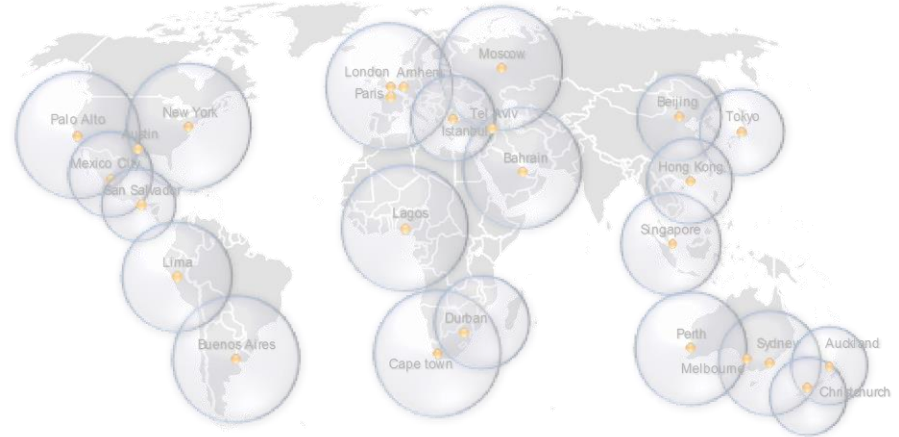 Moscow
London
Arnhem
Paris
Palo Alto
New York
Austin
Mexico City
San Salvador
Istanbul
Tel Aviv
Beijing
Tokyo
Bahrain
Hong Kong
Lagos
Singapore
Lima
Durban
Buenos Aires
Cape town
Perth
Sydney
Melbourne
Auckland
Christchurch